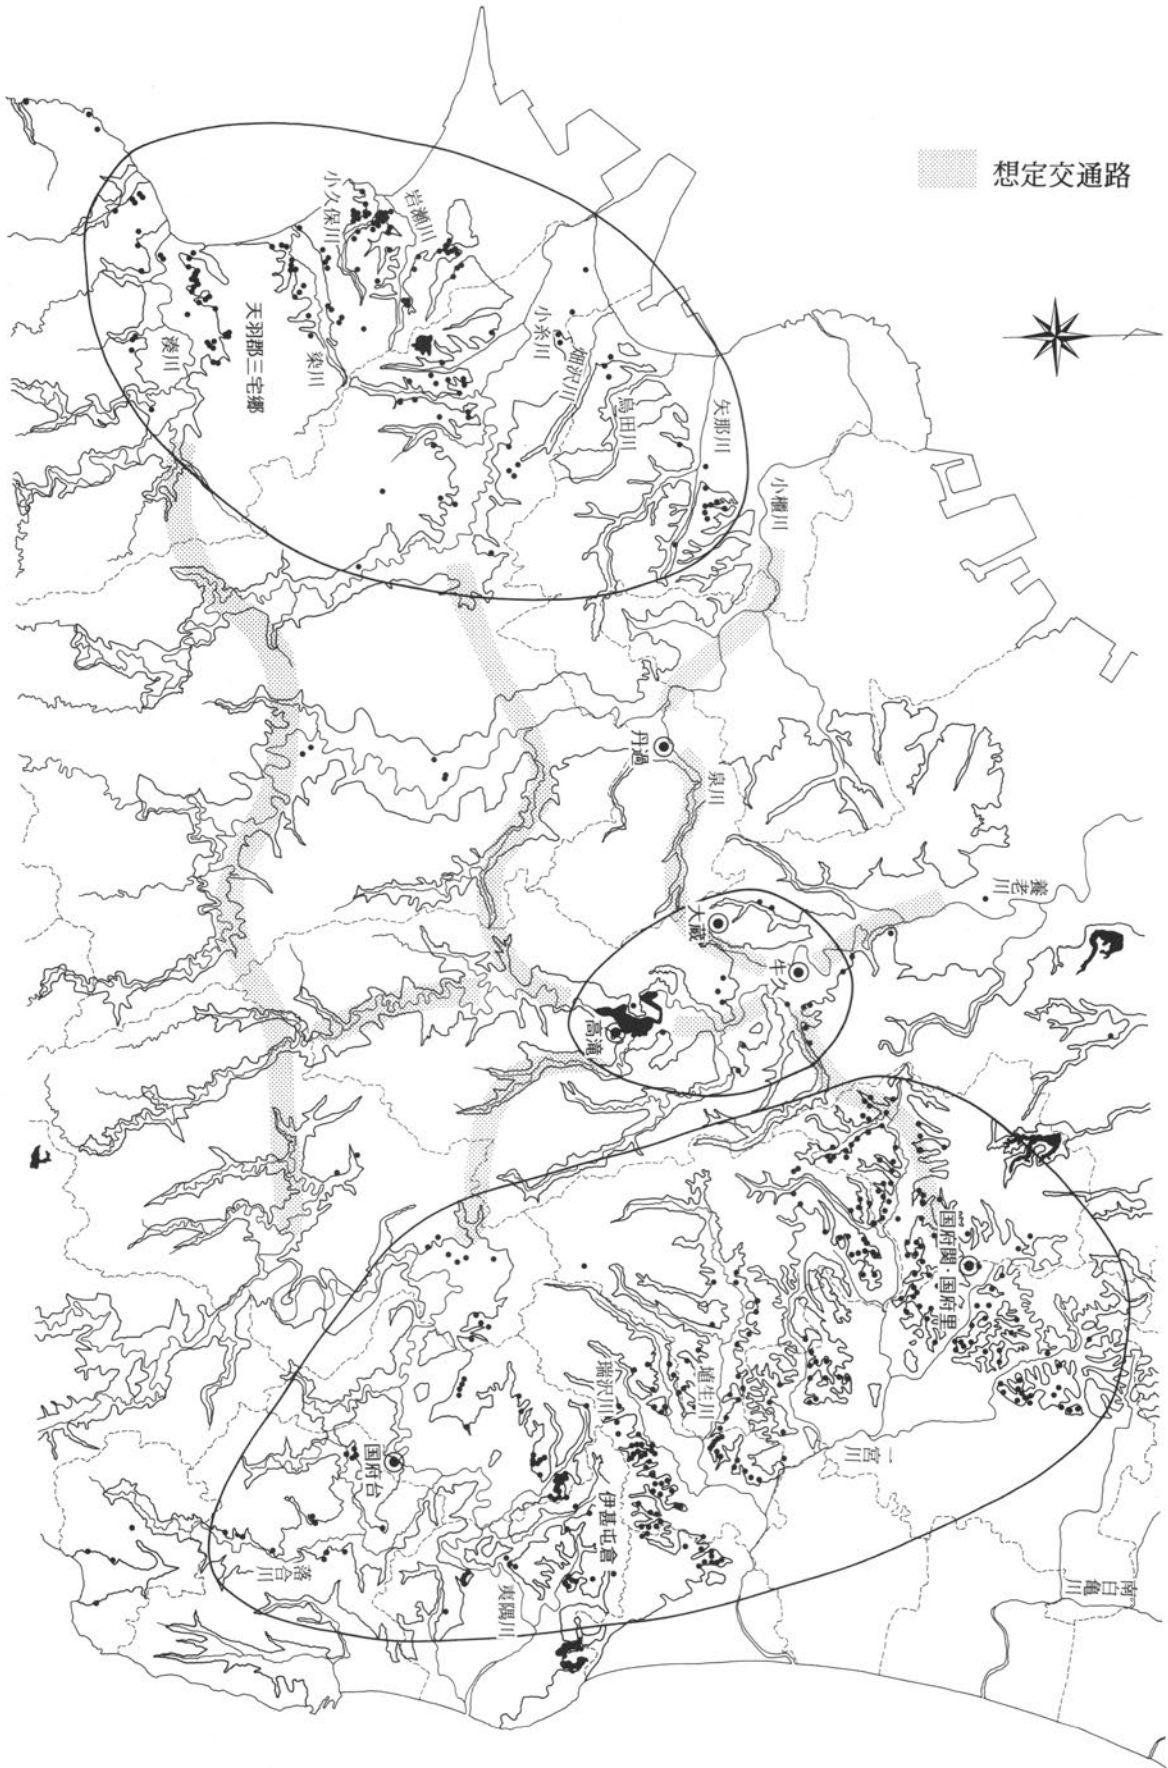 想定交通路
小久保川
岩瀬川
天羽郡三宅郷
湊川
染川
小糸川
畑沢川
烏田川
矢那川
小櫃川
丹過
泉川
養老川
大蔵
牛久
高滝
国府関・国府里
埴生川
瑞沢川
一宮川
国府台
伊甚屯倉
落合川
夷隅川
南白亀川